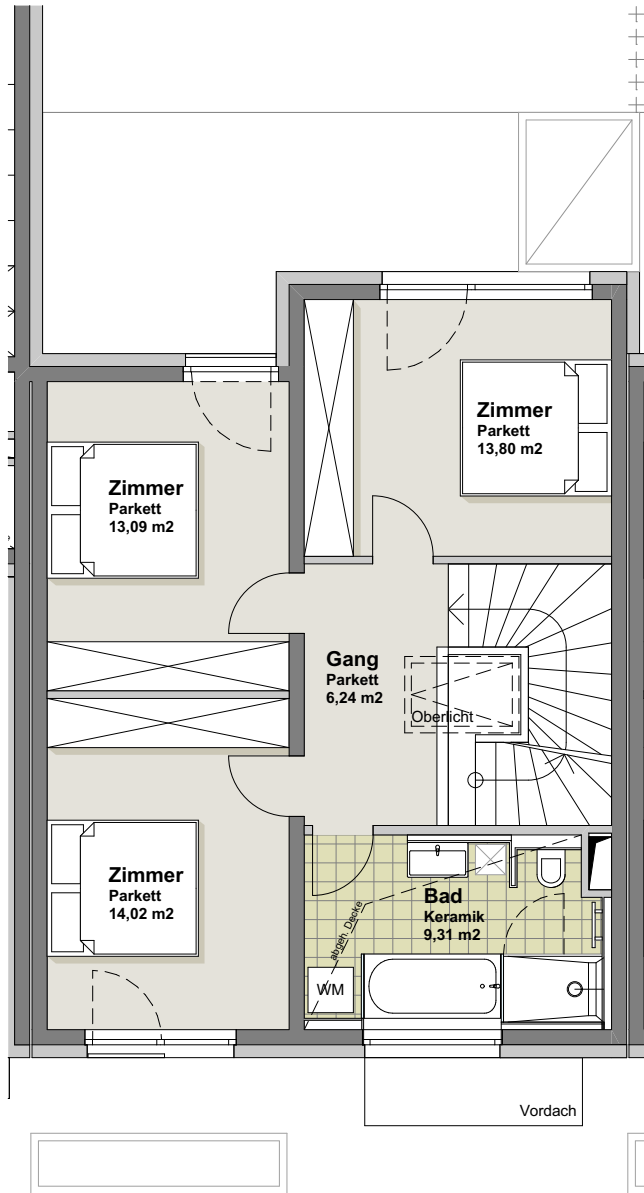 Zimmer
Parkett
13,80 m2
Zimmer
Parkett
13,09 m2
Gang
Parkett
6,24 m2
Oberlicht
Zimmer
Parkett
14,02 m2
Bad
Keramik
9,31 m2
abgeh. Decke
WM
Vordach